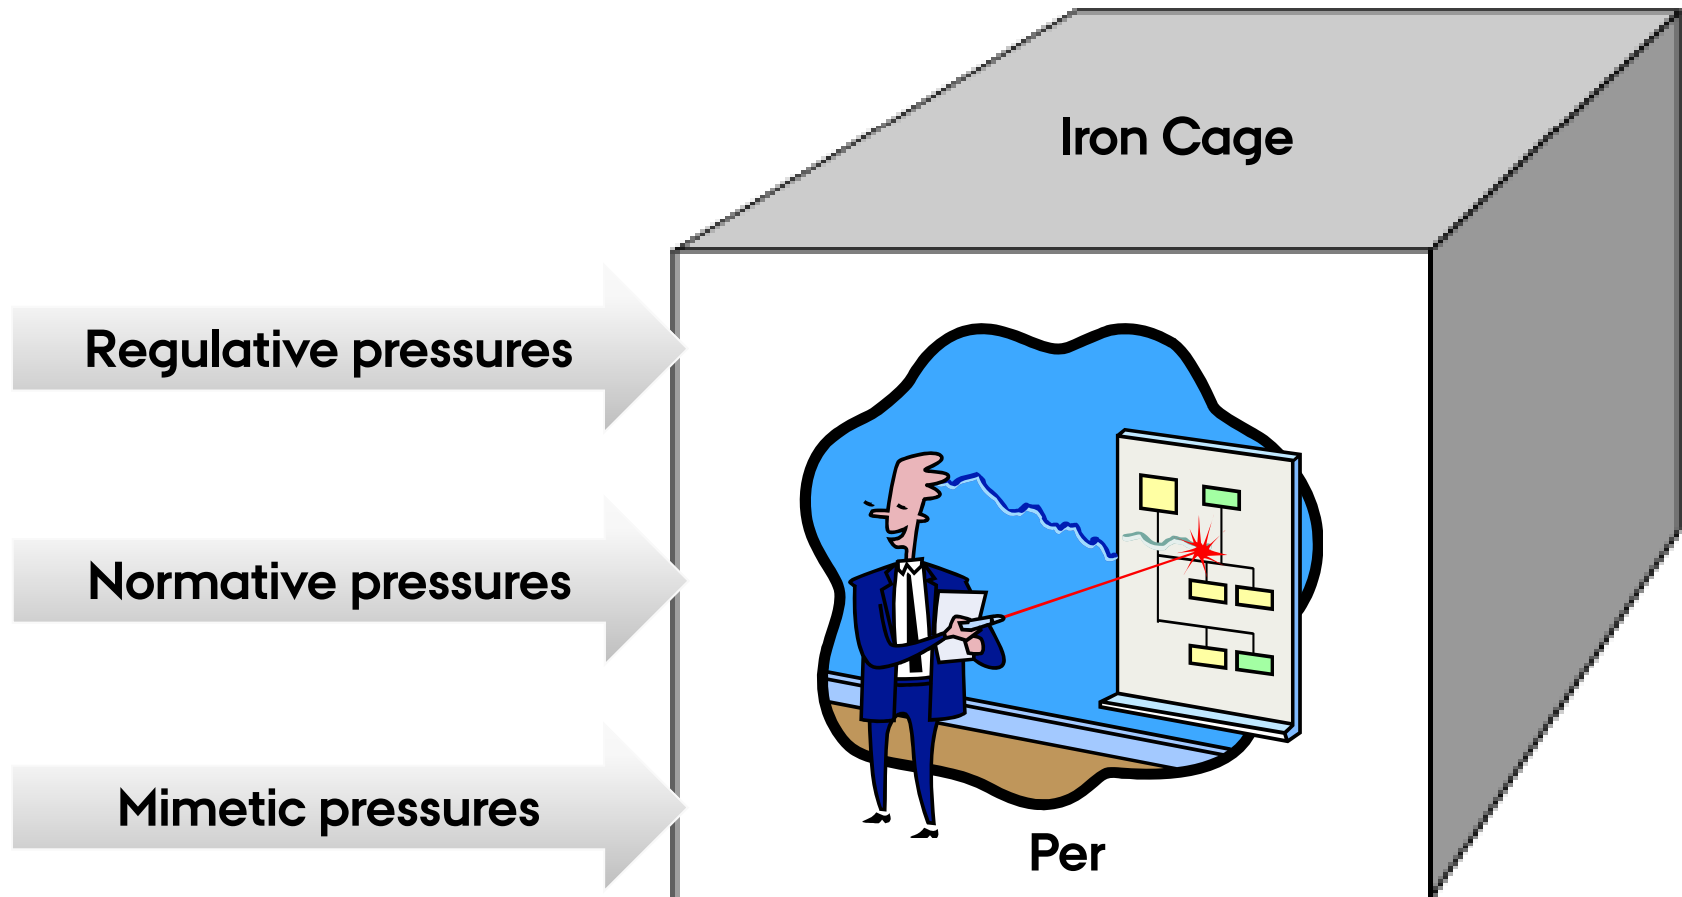 Iron Cage
Regulative pressures
Normative pressures
Mimetic pressures
Per